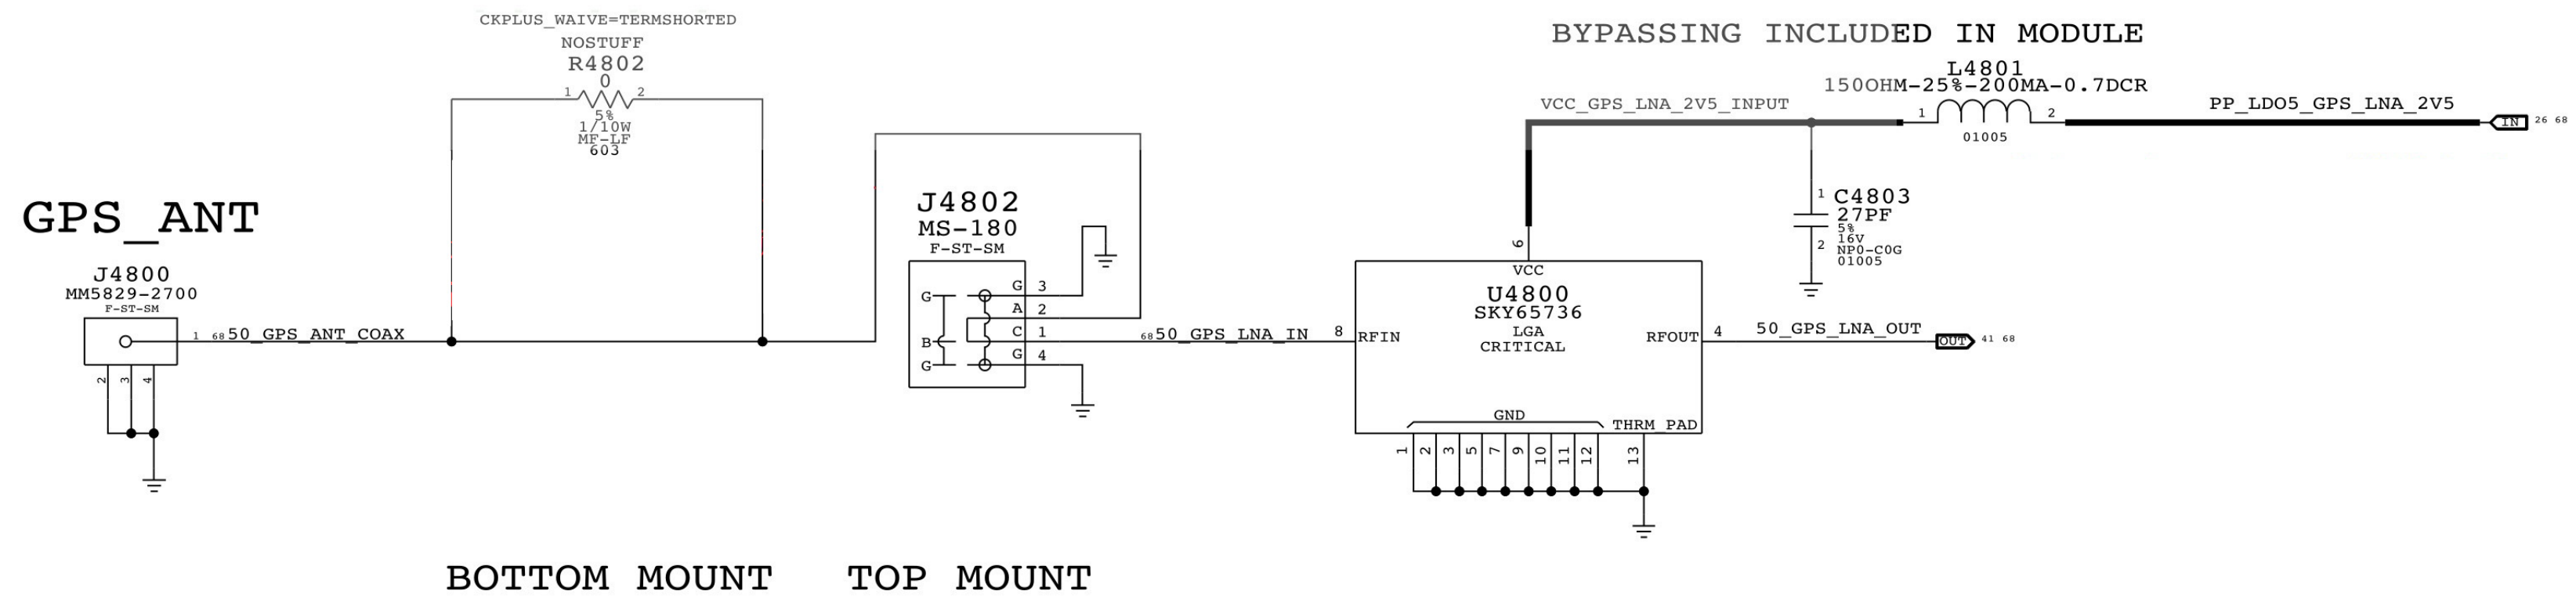 CKPLUS_WAIVE=TERMSHORTED
NOSTUFF
R4802
0
1 2
5%
1/10W
MF-LF
603
BYPASSING INCLUDED IN MODULE
L4801
150OHM-25%-200MA-0.7DCR
VCC_GPS_LNA_2V5_INPUT
1 2
01005
PP_LDO5_GPS_LNA_2V5
IN 26 68
1 C4803
27PF
5%
16V
2 NP0-C0G
01005
GPS_ANT
J4800
MM5829-2700
F-ST-SM
1 68 50_GPS_ANT_COAX
2 3 4
J4802
MS-180
F-ST-SM
G G 3
A 2
B C 1
G G 4
68 50_GPS_LNA_IN
8 RFIN
6
VCC
U4800
SKY65736
LGA
CRITICAL
RFOUT 4
50_GPS_LNA_OUT
OUT 41 68
GND
THRM_PAD
1 2 3 5 7 9 10 11 12 13
BOTTOM MOUNT TOP MOUNT